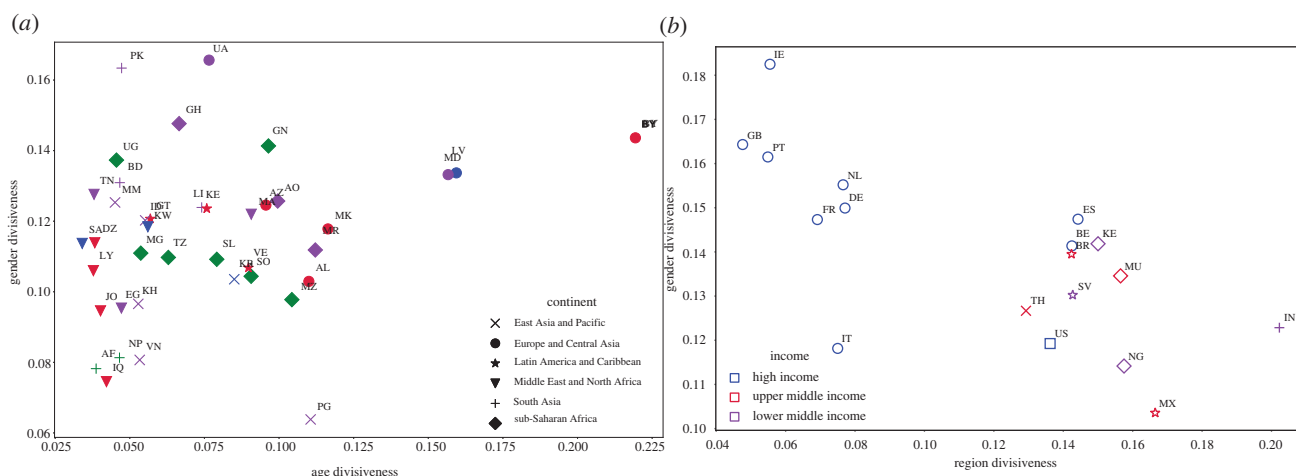 (a)
0.16
0.14
0.12
0.10
0.08
0.06
gender divisiveness
PK
UA
GH
GN
UG
BD
TN
MM
ID
GT
KW
LI
KE
AZ
AO
MD
LV
MK
MR
SA
DZ
LY
MG
TZ
SL
VE
SO
KR
AL
MZ
JO
EG
KH
AF
NP
VN
IQ
PG
continent
East Asia and Pacific
Europe and Central Asia
Latin America and Caribbean
Middle East and North Africa
South Asia
sub-Saharan Africa
0.025
0.050
0.075
0.100
0.125
0.150
0.175
0.200
0.225
age divisiveness
(b)
0.18
0.17
0.16
0.15
0.14
0.13
0.12
0.11
0.10
gender divisiveness
IE
GB
PT
NL
DE
FR
ES
BE
KE
BR
MU
SV
TH
IN
IT
US
NG
MX
income
high income
upper middle income
lower middle income
0.04
0.06
0.08
0.10
0.12
0.14
0.16
0.18
0.20
region divisiveness